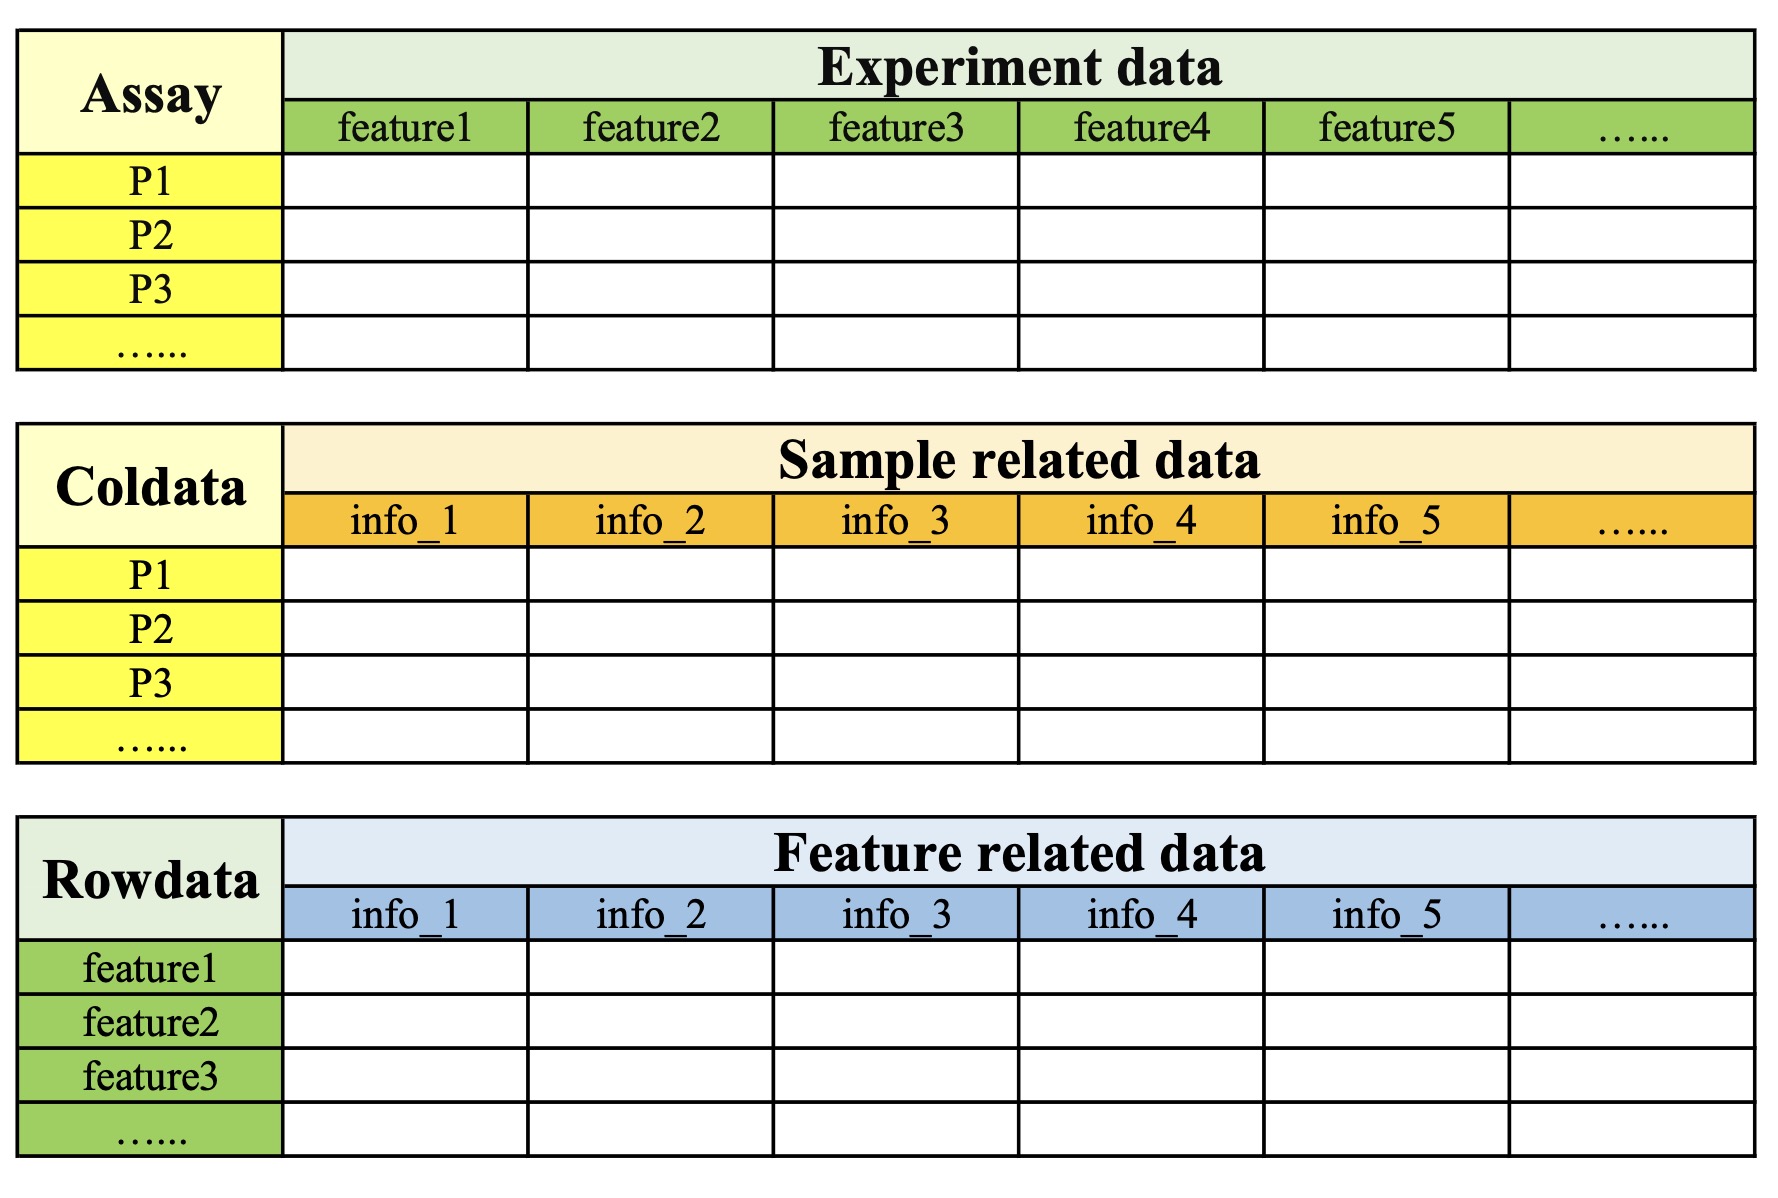 Assay
Experiment data
feature1 feature2 feature3 feature4 feature5 …...
P1
P2
P3
…...
Coldata
Sample related data
info_1 info_2 info_3 info_4 info_5 …...
P1
P2
P3
…...
Rowdata
Feature related data
info_1 info_2 info_3 info_4 info_5 …...
feature1
feature2
feature3
…...